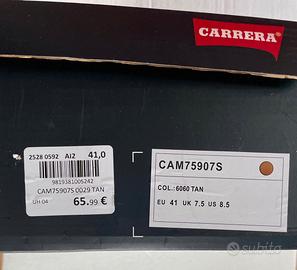 CARRERA®
2528 0592 AI2 41,0
9819381005242
CAM75907S 0029 TAN
UH 04 65.99 €
CAM75907S
COL.: 6060 TAN
EU 41 UK 7.5 US 8.5
subito